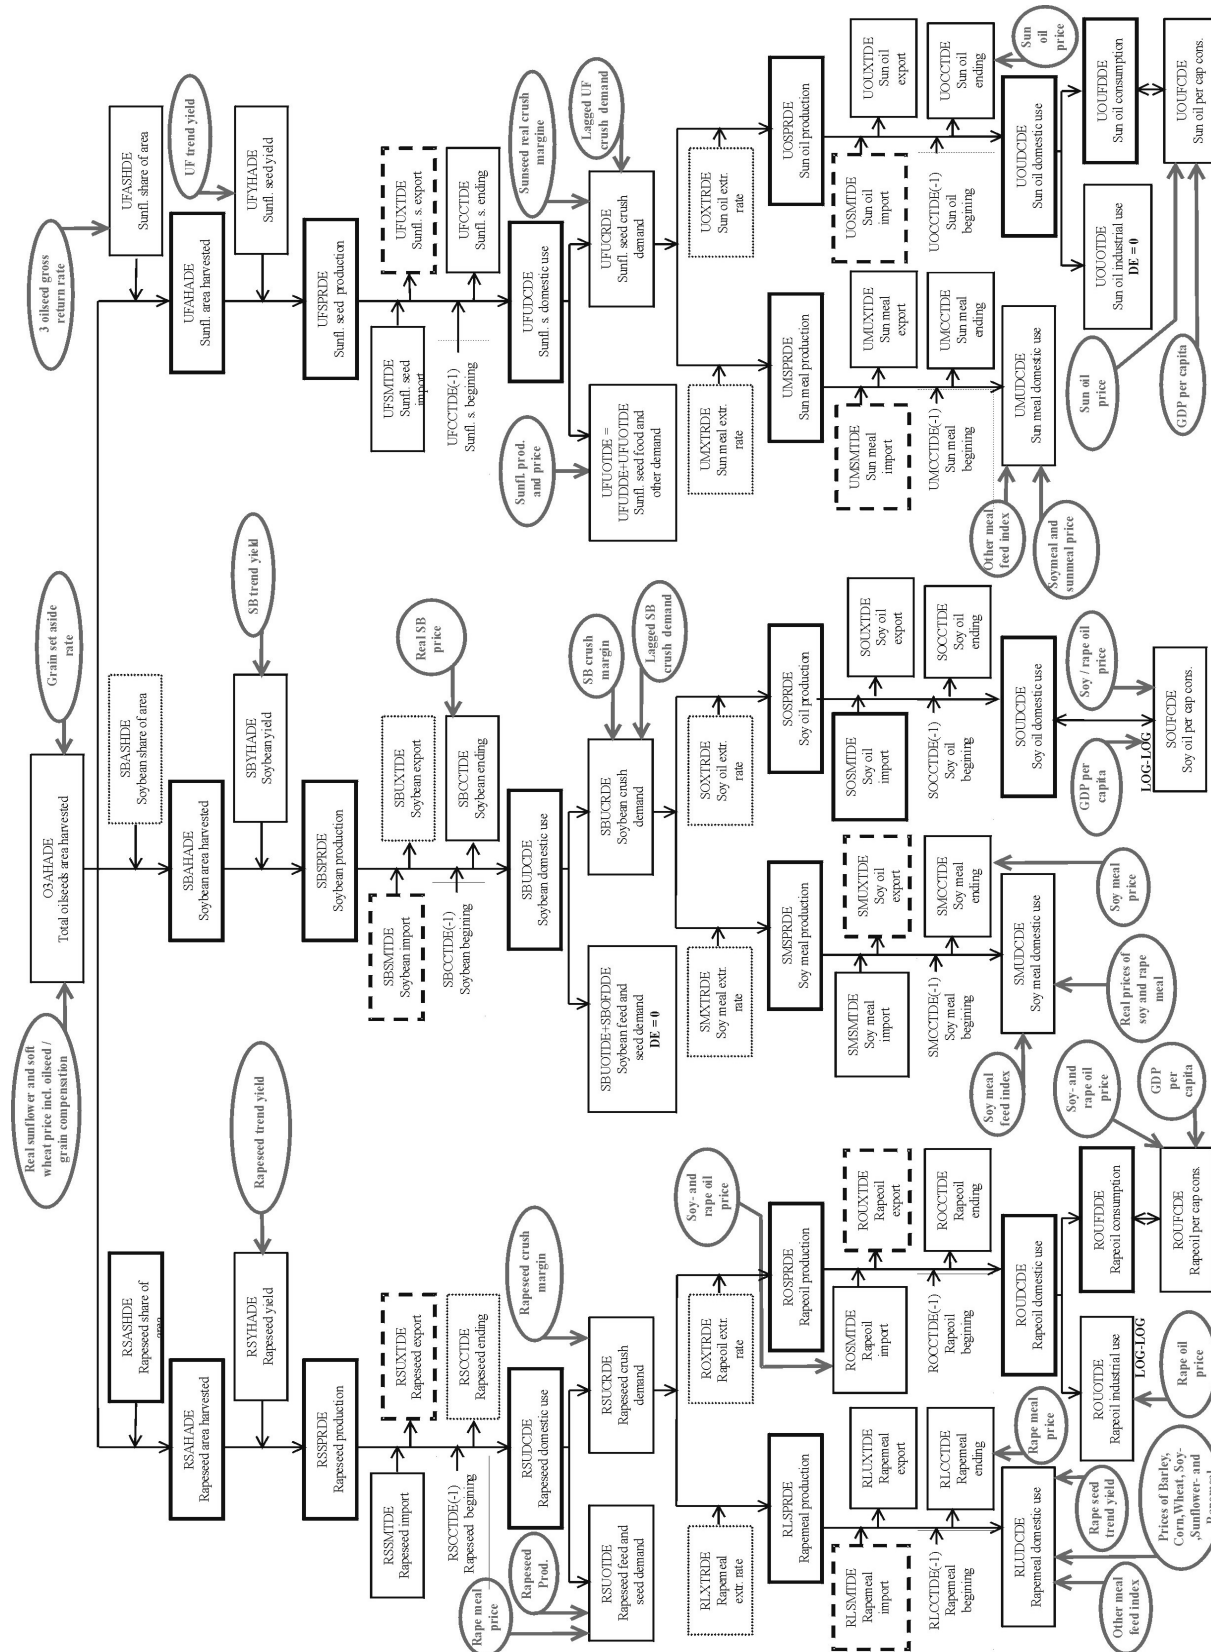 Real sunflower and soft
wheat price incl. oilseed /
grain compensation
O3AHADE
Total oilseeds area harvested
Grain set aside
rate
RSASHDE
Rapeseed share of
area
RSAHADE
Rapeseed area harvested
Rapeseed trend yield
RSYHADE
Rapeseed yield
RSSPRDE
Rapeseed production
RSSMTDE
Rapeseed import
RSUXTDE
Rapeseed export
RSCCTDE(-1)
Rapeseed begining
RSCCTDE
Rapeseed ending
RSUDCDE
Rapeseed domestic use
Rape meal
price
Rapeseed
Prod.
Rapeseed crush
margin
RSUOTDE
Rapeseed feed and
seed demand
RSUCRDE
Rapeseed crush
demand
RLXTRDE
Rapemeal
extr. rate
ROXTRDE
Rapeoil extr.
rate
RLSPRDE
Rapemeal production
ROSPRDE
Rapeoil production
Soy- and
rape oil
price
RLSMTDE
Rapemeal
import
RLUXTDE
Rapemeal
export
RLCCTDE(-1)
Rapemeal
begining
RLCCTDE
Rapemeal
ending
ROSMTDE
Rapeoil
import
ROUXTDE
Rapeoil
export
ROCCTDE(-1)
Rapeoil
begining
ROCCTDE
Rapeoil
ending
RLUDCDE
Rapemeal domestic use
Rape meal
price
Other meal
feed index
Rape seed
trend yield
Prices of Barley,
Corn,Wheat, Soy-
,Sunflower- and
Rapemeal
ROUDCDE
Rapeoil domestic use
ROUOTDE
Rapeoil industrial use
LOG-LOG
Rape oil
price
ROUFDDE
Rapeoil consumption
ROUFCDE
Rapeoil per cap cons.
Soy- and
rape oil
price
GDP
per
capita
SBASHDE
Soybean share of area
SBAHADE
Soybean area harvested
SB trend yield
SBYHADE
Soybean yield
SBSPRDE
Soybean production
SBSMTDE
Soybean import
SBUXTDE
Soybean export
SBCCTDE(-1)
Soybean begining
SBCCTDE
Soybean ending
Real SB
price
SBUDCDE
Soybean domestic use
SBUOTDE+SBOFDDE
Soybean feed and
seed demand
DE = 0
SBUCRDE
Soybean crush
demand
SB crush
margin
Lagged SB
crush demand
SMXTRDE
Soy meal extr.
rate
SOXTRDE
Soy oil extr.
rate
SMSPRDE
Soy meal production
SOSPRDE
Soy oil production
SMSMTDE
Soy meal
import
SMUXTDE
Soy oil
export
SMCCTDE(-1)
Soy meal
begining
SMCCTDE
Soy meal
ending
SOSMTDE
Soy oil
import
SOUXTDE
Soy oil
export
SOCCTDE(-1)
Soy oil
begining
SOCCTDE
Soy oil
ending
SMUDCDE
Soy meal domestic use
Soy meal
feed index
Real prices of
soy and rape
meal
Soy meal
price
SOUDCDE
Soy oil domestic use
GDP per
capita
LOG-LOG
Soy / rape oil
price
SOUFCDE
Soy oil per cap cons.
3 oilseed gross
return rate
UFASHDE
Sunfl. share of area
UFAHADE
Sunfl. area harvested
UF trend yield
UFYHADE
Sunfl. seed yield
UFSPRDE
Sunfl. seed production
UFSMTDE
Sunfl. seed
import
UFUXTDE
Sunfl. s. export
UFCCTDE(-1)
Sunfl. s. begining
UFCCTDE
Sunfl. s. ending
UFUDCDE
Sunfl. s. domestic use
Sunfl. prod.
and price
UFUOTDE =
UFUDDE+UFUOTDE
Sunfl. seed food and
other demand
Sunseed real crush
margine
Lagged UF
crush demand
UFUCRDE
Sunfl. seed crush
demand
UMXTRDE
Sun meal extr.
rate
UOXTRDE
Sun oil extr.
rate
UMSPRDE
Sun meal production
UOSPRDE
Sun oil production
UMSMTDE
Sun meal
import
UMUXTDE
Sun meal
export
UMCCTDE(-1)
Sun meal
begining
UMCCTDE
Sun meal
ending
UOSMTDE
Sun oil
import
UOUXTDE
Sun oil
export
UOCCTDE(-1)
Sun oil
begining
UOCCTDE
Sun oil
ending
Sun
oil
price
Other meal
feed index
Soymeal and
sunmeal price
UMUDCDE
Sun meal domestic use
UOUDCDE
Sun oil domestic use
UOUOTDE
Sun oil industrial use
DE = 0
UOUFDDE
Sun oil consumption
UOUFCDE
Sun oil per cap cons.
Sun oil
price
GDP per capita